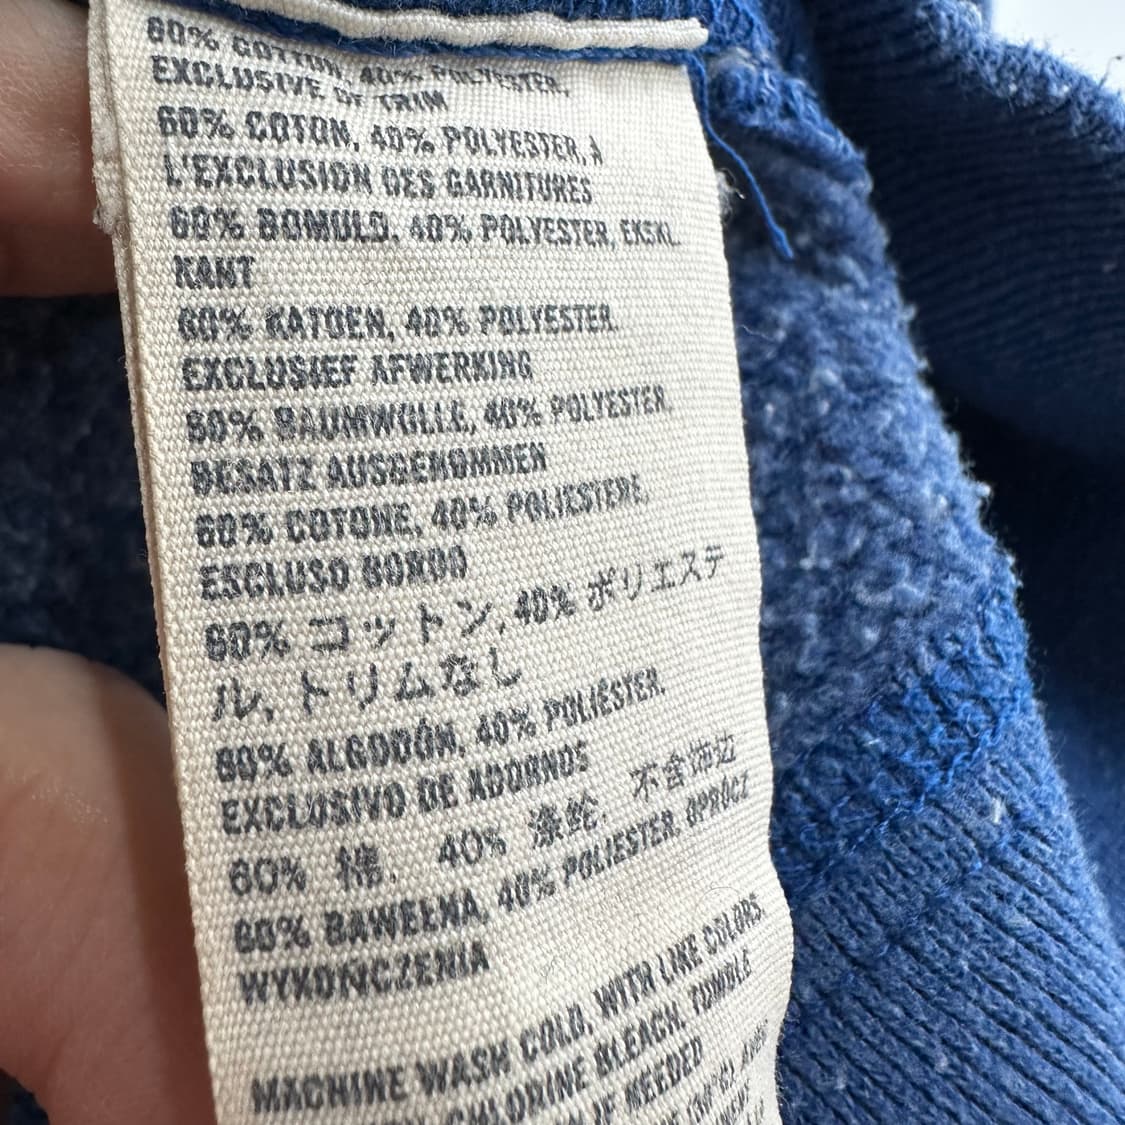 60% COTTON, 40% POLYESTER,
EXCLUSIVE OF TRIM
60% COTON, 40% POLYESTER, À
L'EXCLUSION DES GARNITURES
60% BOMULD, 40% POLYESTER, EKSKL.
KANT
60% KATOEN, 40% POLYESTER
EXCLUSIEF AFWERKING
60% BAUMWOLLE, 40% POLYESTER,
BESATZ AUSGENOMMEN
60% COTONE, 40% POLIESTERE,
ESCLUSO BORDO
60% コットン, 40% ポリエステ
ル, トリムなし
60% ALGODÓN, 40% POLIÉSTER,
EXCLUSIVO DE ADORNOS
60% 棉, 40% 涤纶, 不含饰边
60% BAWEŁNA, 40% POLIESTER, OPRÓCZ
WYKOŃCZENIA
MACHINE WASH COLD, WITH LIKE COLORS,
CHLORINE BLEACH, TUMBLE
IF NEEDED